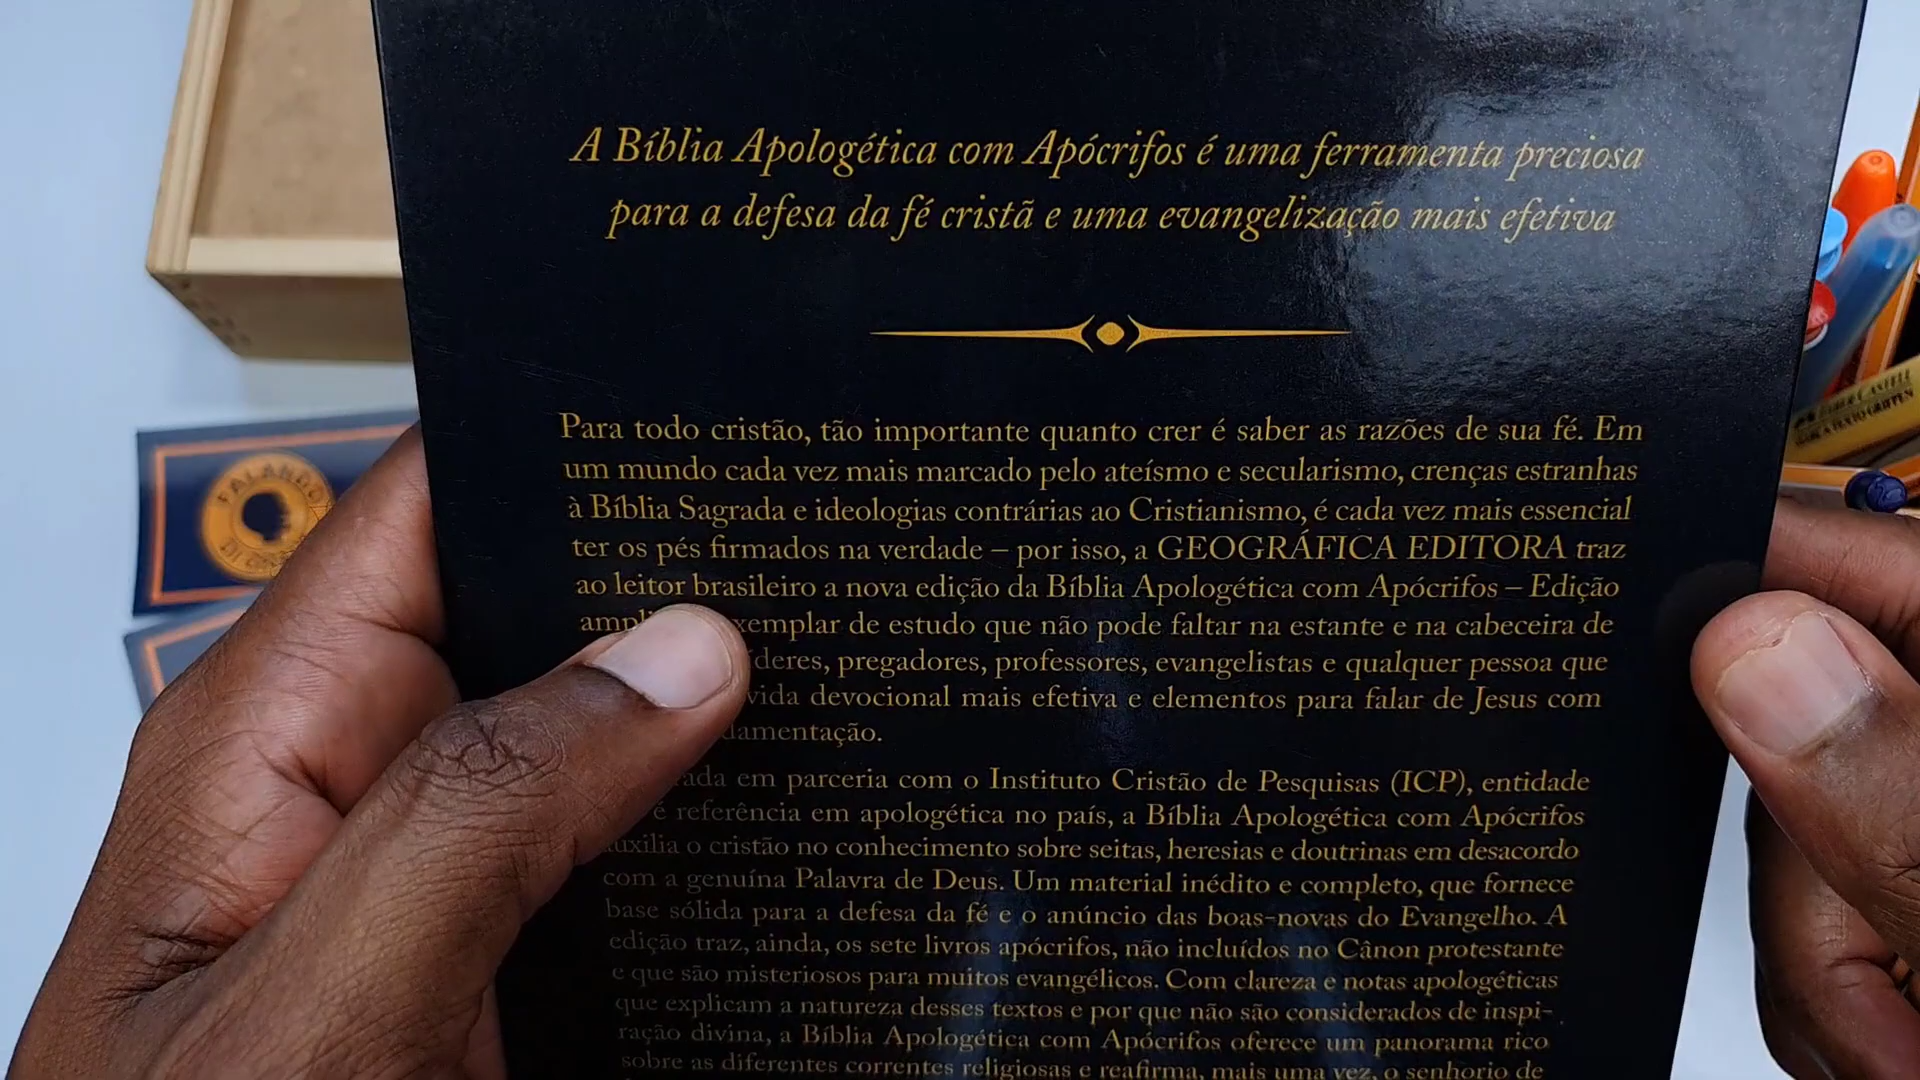 A Bíblia Apologética com Apócrifos é uma ferramenta preciosa
para a defesa da fé cristã e uma evangelização mais efetiva
Para todo cristão, tão importante quanto crer é saber as razões de sua fé. Em
um mundo cada vez mais marcado pelo ateísmo e secularismo, crenças estranhas
à Bíblia Sagrada e ideologias contrárias ao Cristianismo, é cada vez mais essencial
ter os pés firmados na verdade – por isso, a GEOGRÁFICA EDITORA traz
ao leitor brasileiro a nova edição da Bíblia Apologética com Apócrifos – Edição
de estudo que não pode faltar na estante e na cabeceira de
pregadores, professores, evangelistas e qualquer pessoa que
vida devocional mais efetiva e elementos para falar de Jesus com
em parceria com o Instituto Cristão de Pesquisas (ICP), entidade
é referência em apologética no país, a Bíblia Apologética com Apócrifos
auxilia o cristão no conhecimento sobre seitas, heresias e doutrinas em desacordo
com a genuína Palavra de Deus. Um material inédito e completo, que fornece
base sólida para a defesa da fé e o anúncio das boas-novas do Evangelho. A
edição traz, ainda, os sete livros apócrifos, não incluídos no Cânon protestante
e que são misteriosos para muitos evangélicos. Com clareza e notas apologéticas
que explicam a natureza desses textos e por que não são considerados de inspi-
ração divina, a Bíblia Apologética com Apócrifos oferece um panorama rico
sobre as diferentes correntes religiosas e reafirma, mais uma vez, o senhorio de
FALANDO